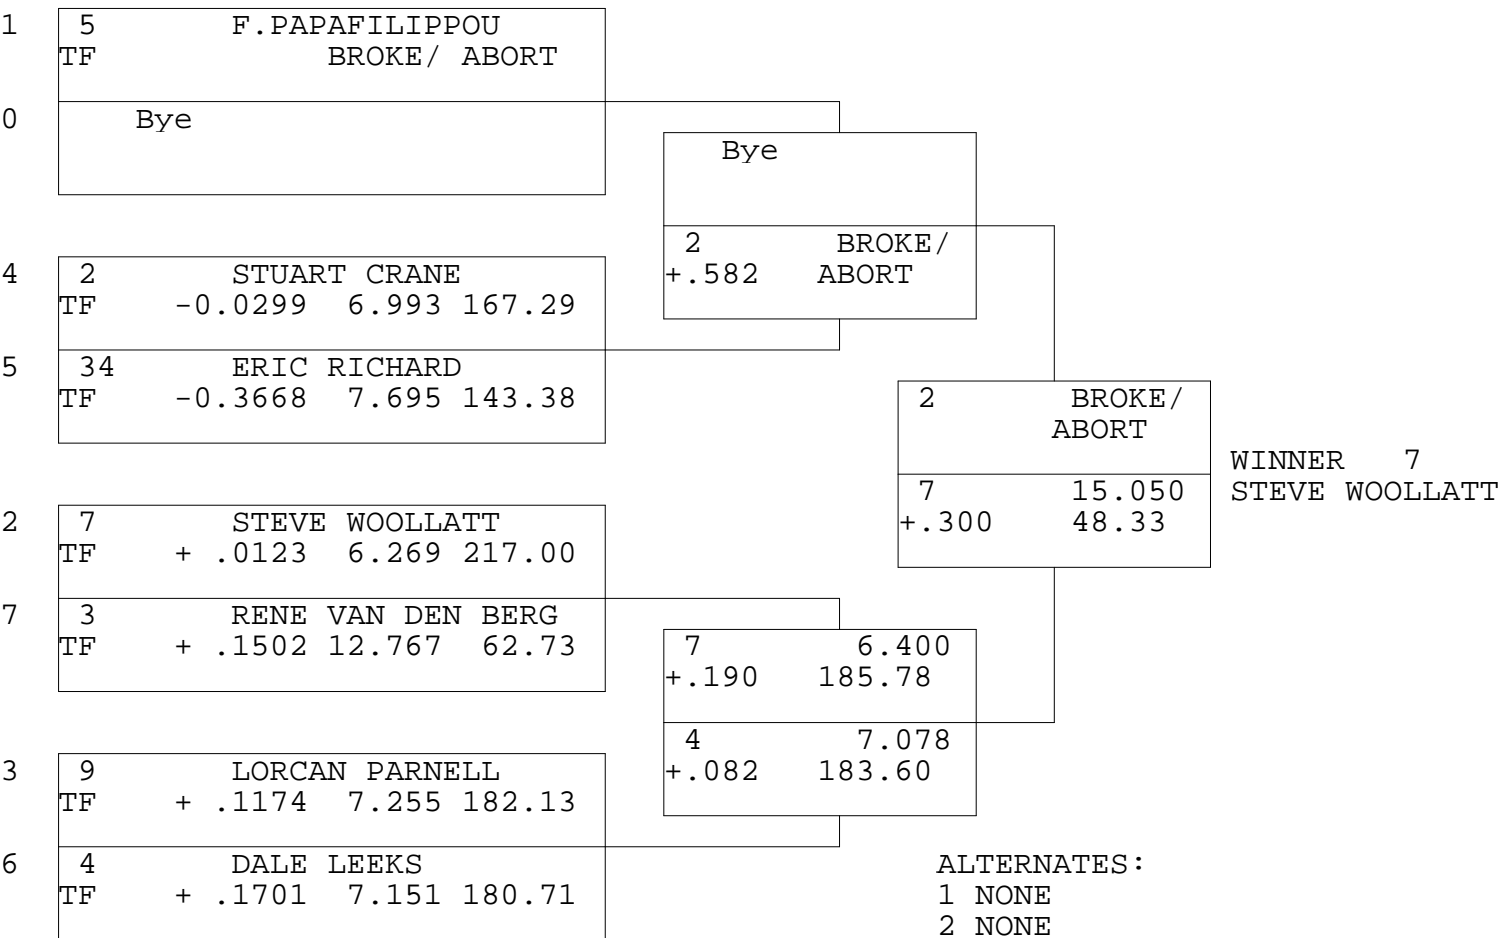 1 5 F.PAPAFILIPPOU
TF BROKE/ ABORT
0 Bye
Bye
2 BROKE/
+.582 ABORT
4 2 STUART CRANE
TF -0.0299 6.993 167.29
5 34 ERIC RICHARD
TF -0.3668 7.695 143.38
2 BROKE/
ABORT
WINNER 7
7 15.050 STEVE WOOLLATT
+.300 48.33
2 7 STEVE WOOLLATT
TF + .0123 6.269 217.00
7 3 RENE VAN DEN BERG
TF + .1502 12.767 62.73
7 6.400
+.190 185.78
4 7.078
+.082 183.60
3 9 LORCAN PARNELL
TF + .1174 7.255 182.13
6 4 DALE LEEKS
TF + .1701 7.151 180.71
ALTERNATES:
1 NONE
2 NONE